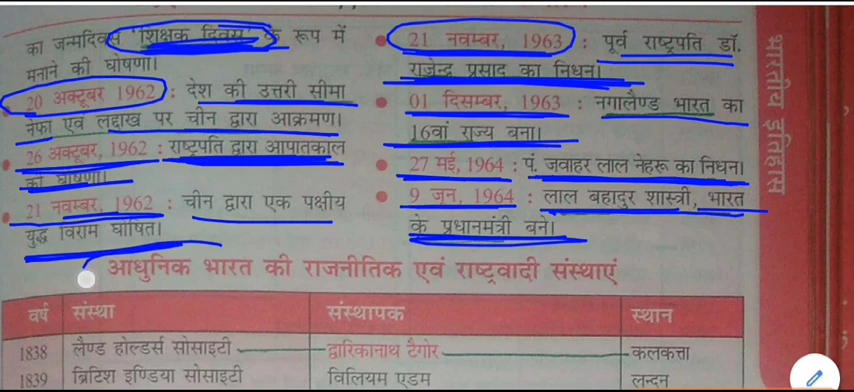 का जन्मदिवस 'शिक्षक दिवस' के रूप में
मनाने की घोषणा।
20 अक्टूबर 1962 : देश की उत्तरी सीमा
नेफा एवं लद्दाख पर चीन द्वारा आक्रमण।
26 अक्टूबर, 1962 : राष्ट्रपति द्वारा आपातकाल
की घोषणा।
21 नवम्बर, 1962 : चीन द्वारा एक पक्षीय
युद्ध विराम घोषित।
21 नवम्बर, 1963 : पूर्व राष्ट्रपति डॉ.
राजेन्द्र प्रसाद का निधन।
01 दिसम्बर, 1963 : नगालैण्ड भारत का
16वां राज्य बना।
27 मई, 1964 : पं. जवाहर लाल नेहरू का निधन।
9 जून, 1964 : लाल बहादुर शास्त्री, भारत
के प्रधानमंत्री बने।
भारतीय इतिहास
आधुनिक भारत की राजनीतिक एवं राष्ट्रवादी संस्थाएं
वर्ष संस्था संस्थापक स्थान
1838 लैण्ड होल्डर्स सोसाइटी द्वारिकानाथ टैगोर कलकत्ता
1839 ब्रिटिश इण्डिया सोसाइटी विलियम एडम लन्दन